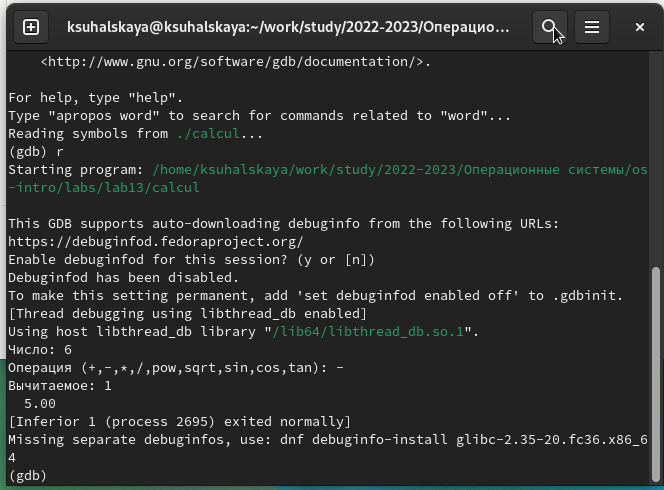 ksuhalskaya@ksuhalskaya:~/work/study/2022-2023/Операцио...
<http://www.gnu.org/software/gdb/documentation/>.
For help, type "help".
Type "apropos word" to search for commands related to "word"...
Reading symbols from ./calcul...
(gdb) r
Starting program: /home/ksuhalskaya/work/study/2022-2023/Операционные системы/os
-intro/labs/lab13/calcul
This GDB supports auto-downloading debuginfo from the following URLs:
https://debuginfod.fedoraproject.org/
Enable debuginfod for this session? (y or [n])
Debuginfod has been disabled.
To make this setting permanent, add 'set debuginfod enabled off' to .gdbinit.
[Thread debugging using libthread_db enabled]
Using host libthread_db library "/lib64/libthread_db.so.1".
Число: 6
Операция (+,-,*,/,pow,sqrt,sin,cos,tan): -
Вычитаемое: 1
5.00
[Inferior 1 (process 2695) exited normally]
Missing separate debuginfos, use: dnf debuginfo-install glibc-2.35-20.fc36.x86_6
4
(gdb)